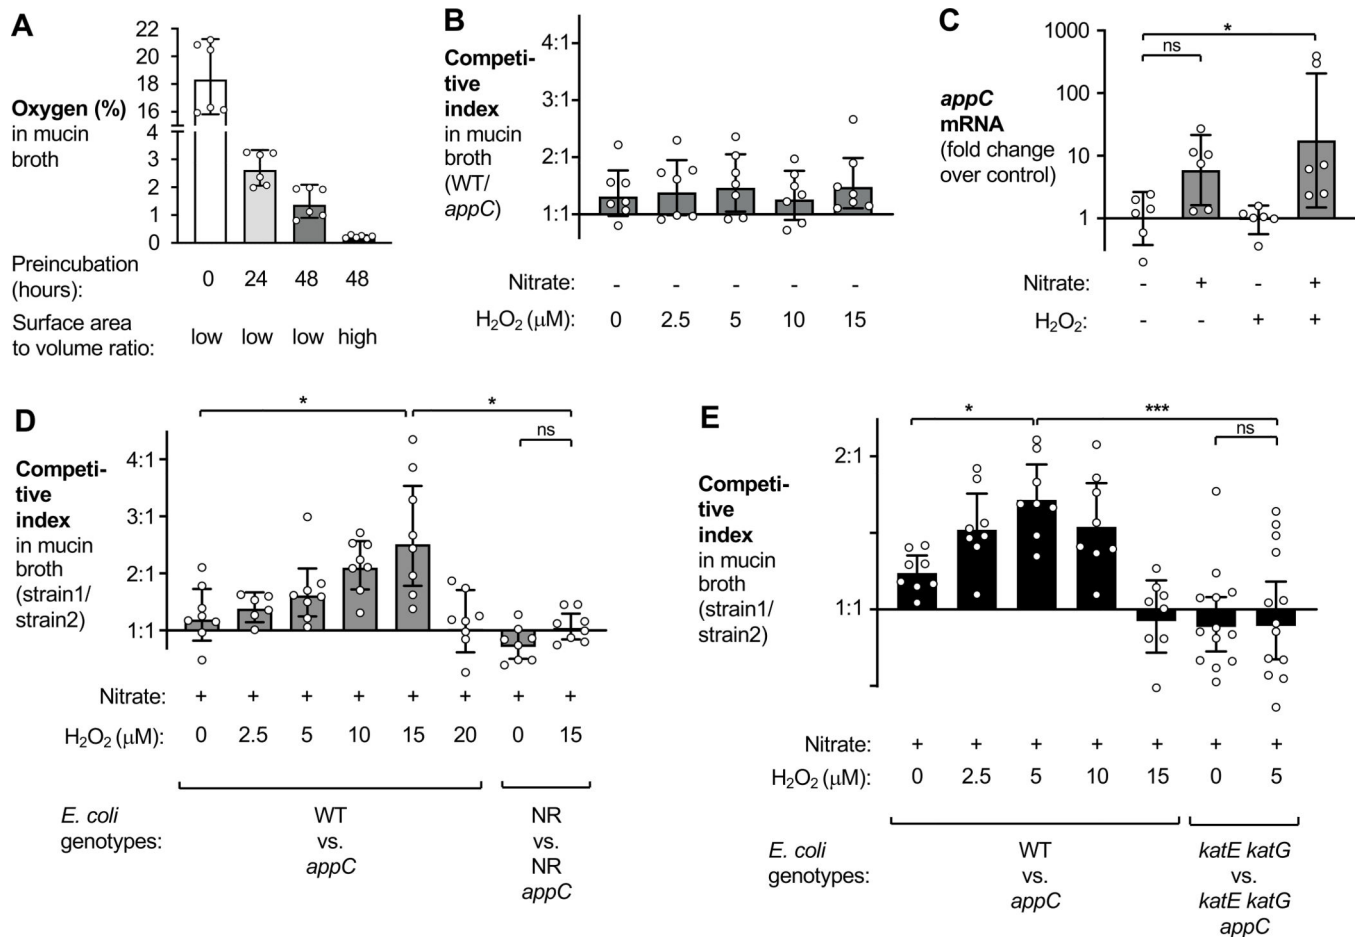 A
Oxygen (%)
in mucin
broth
22
20
18
16
4
3
2
1
0
Preincubation
(hours):
0 24 48 48
Surface area
to volume ratio:
low low low high
B
Competi-
tive
index
in mucin
broth
(WT/
appC)
4:1
3:1
2:1
1:1
Nitrate: - - - - -
H2O2 (μM): 0 2.5 5 10 15
C
appC
mRNA
(fold change
over control)
1000
100
10
1
ns
*
Nitrate: - + - +
H2O2: - - + +
D
Competi-
tive
index
in mucin
broth
(strain1/
strain2)
4:1
3:1
2:1
1:1
* *
ns
Nitrate: + + + + + + + +
H2O2 (μM): 0 2.5 5 10 15 20 0 15
E. coli
genotypes:
WT
vs.
appC
NR
vs.
NR
appC
E
Competi-
tive
index
in mucin
broth
(strain1/
strain2)
2:1
1:1
* ***
ns
Nitrate: + + + + + + +
H2O2 (μM): 0 2.5 5 10 15 0 5
E. coli
genotypes:
WT
vs.
appC
katE katG
vs.
katE katG
appC